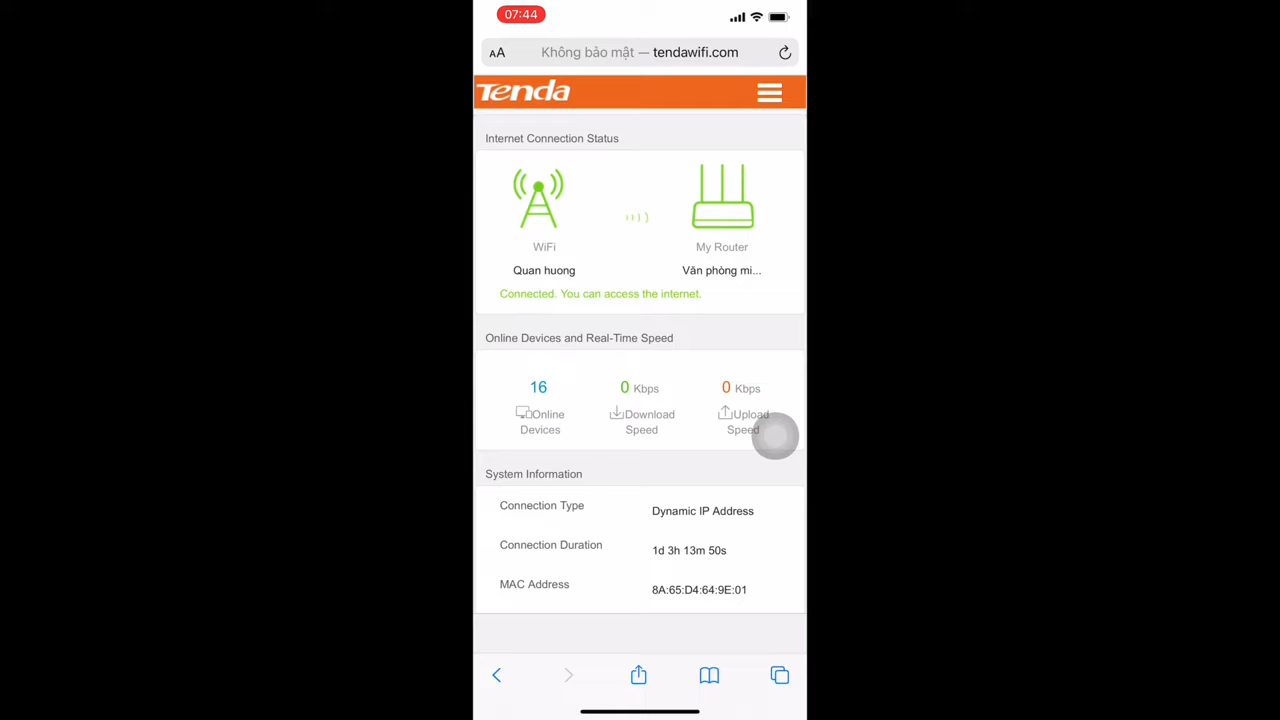 07:44
AA Không bảo mật — tendawifi.com
Tenda
Internet Connection Status
WiFi
My Router
Quan huong
Văn phòng mi...
Connected. You can access the internet.
Online Devices and Real-Time Speed
16
0 Kbps
0 Kbps
Online Devices
Download Speed
Upload Speed
System Information
Connection Type
Dynamic IP Address
Connection Duration
1d 3h 13m 50s
MAC Address
8A:65:D4:64:9E:01